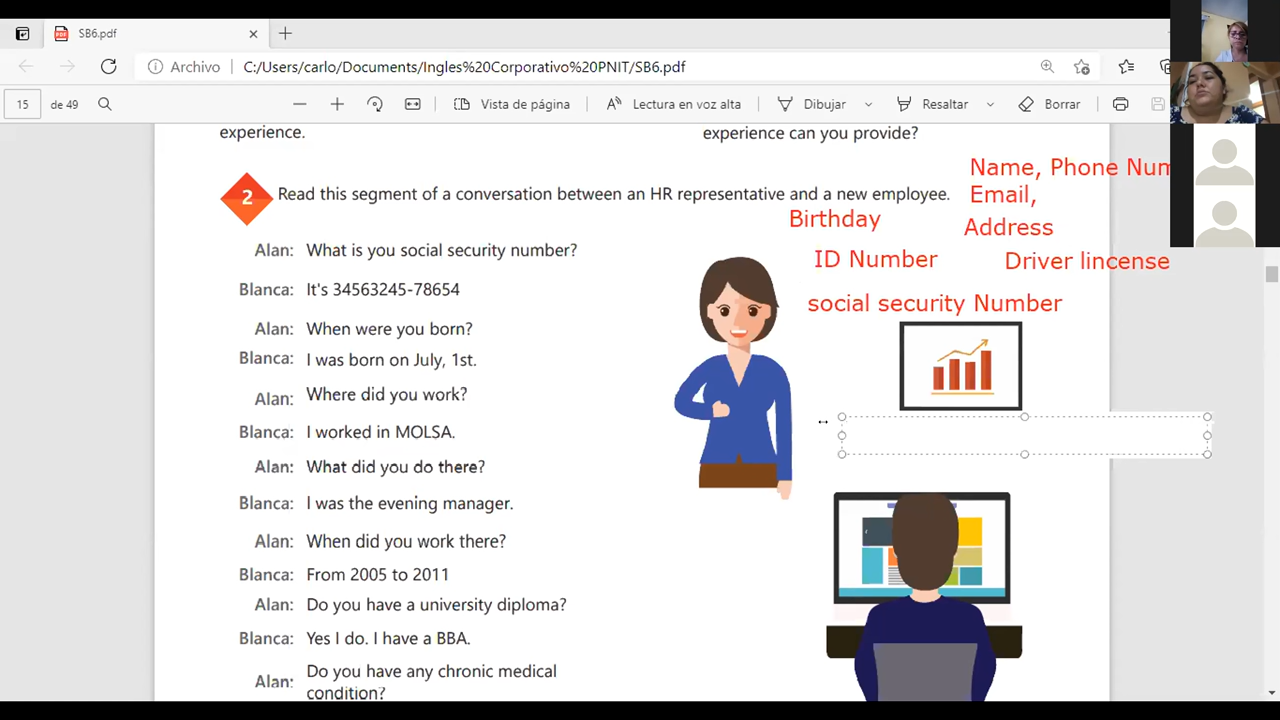 SB6.pdf
Archivo C:/Users/carlo/Documents/Ingles%20Corporativo%20PNIT/SB6.pdf
15 de 49 Vista de página Lectura en voz alta Dibujar Resaltar Borrar
experience. experience can you provide?
Name, Phone Num
2 Read this segment of a conversation between an HR representative and a new employee.
Email,
Birthday
Address
Alan: What is you social security number?
ID Number
Driver lincense
Blanca: It's 34563245-78654
social security Number
Alan: When were you born?
Blanca: I was born on July, 1st.
Alan: Where did you work?
Blanca: I worked in MOLSA.
Alan: What did you do there?
Blanca: I was the evening manager.
Alan: When did you work there?
Blanca: From 2005 to 2011
Alan: Do you have a university diploma?
Blanca: Yes I do. I have a BBA.
Alan: Do you have any chronic medical
condition?